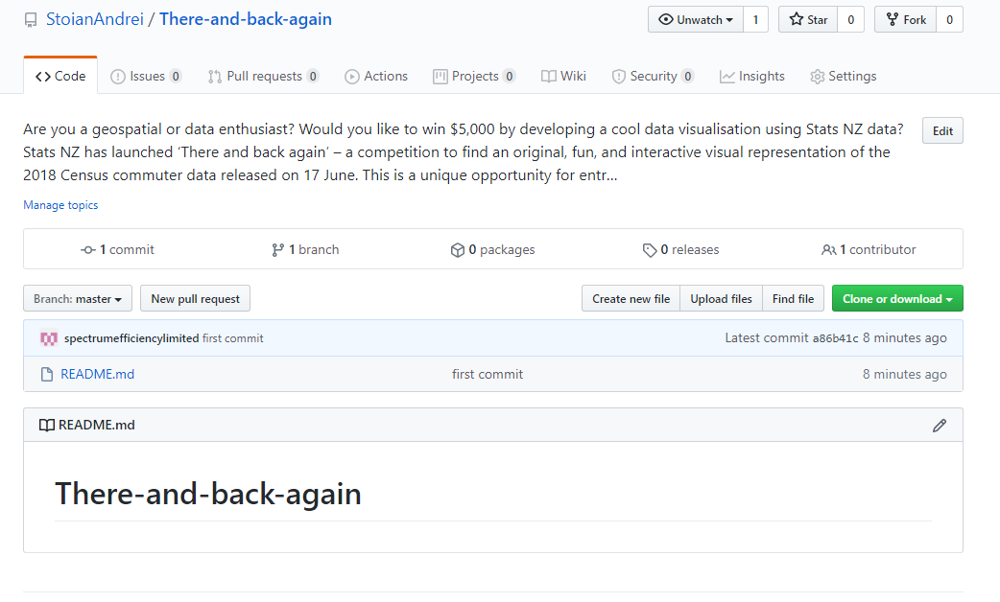 StoianAndrei / There-and-back-again
Unwatch 1 Star 0 Fork 0
Code Issues 0 Pull requests 0 Actions Projects 0 Wiki Security 0 Insights Settings
Are you a geospatial or data enthusiast? Would you like to win $5,000 by developing a cool data visualisation using Stats NZ data?
Edit
Stats NZ has launched ‘There and back again’ – a competition to find an original, fun, and interactive visual representation of the
2018 Census commuter data released on 17 June. This is a unique opportunity for entr...
Manage topics
1 commit 1 branch 0 packages 0 releases 1 contributor
Branch: master New pull request Create new file Upload files Find file Clone or download
spectrumefficiencylimited first commit Latest commit a86b41c 8 minutes ago
README.md first commit 8 minutes ago
README.md
There-and-back-again